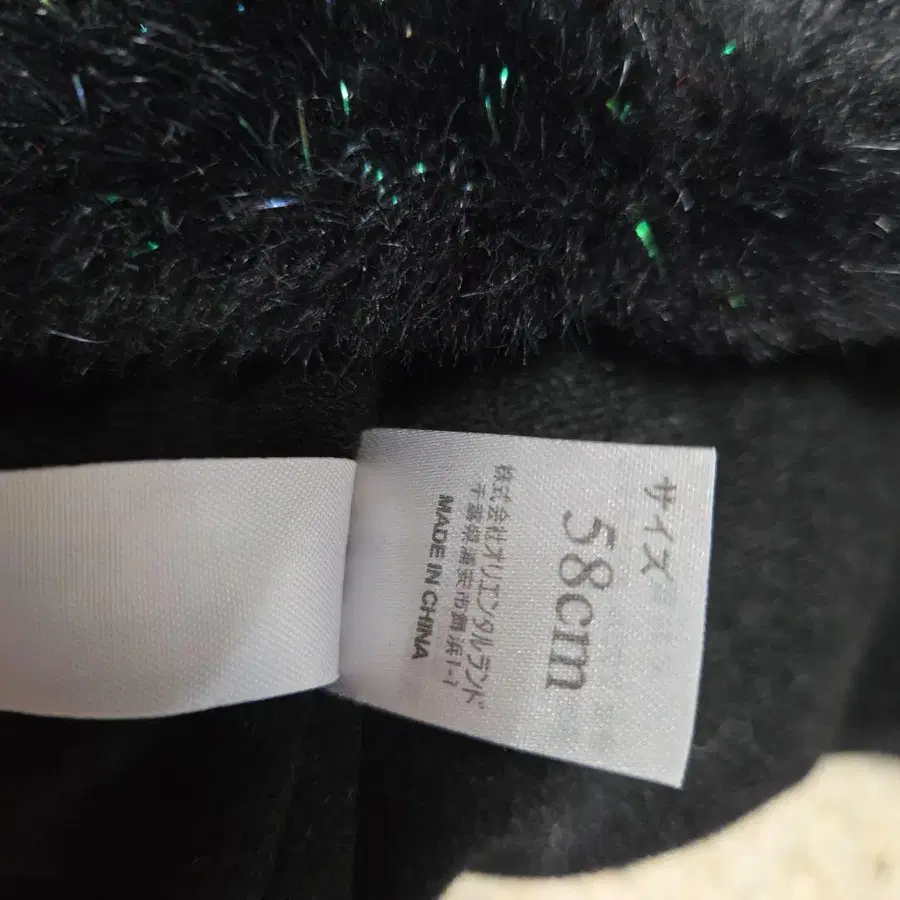 サイズ
58cm
株式会社オリエンタルランド
千葉県浦安市舞浜1-1
MADE IN CHINA